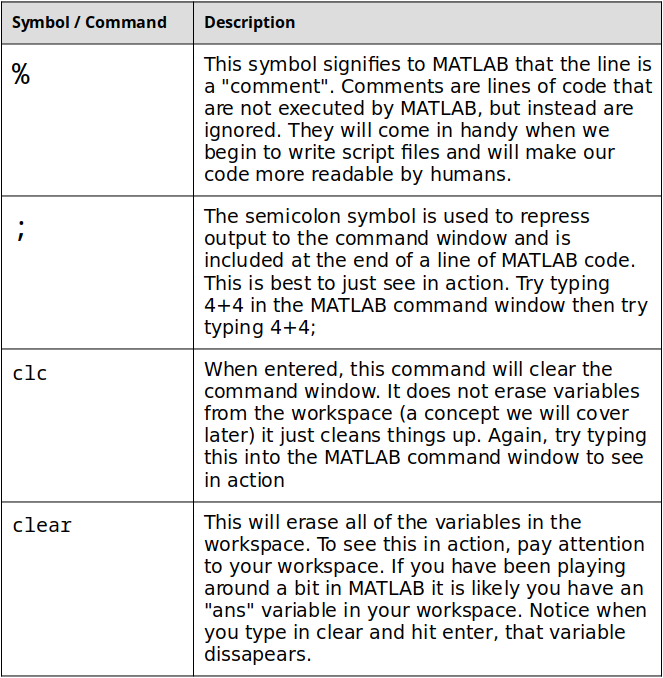 Symbol / Command Description
%
This symbol signifies to MATLAB that the line is
a "comment". Comments are lines of code that
are not executed by MATLAB, but instead are
ignored. They will come in handy when we
begin to write script files and will make our
code more readable by humans.
;
The semicolon symbol is used to repress
output to the command window and is
included at the end of a line of MATLAB code.
This is best to just see in action. Try typing
4+4 in the MATLAB command window then try
typing 4+4;
clc
When entered, this command will clear the
command window. It does not erase variables
from the workspace (a concept we will cover
later) it just cleans things up. Again, try typing
this into the MATLAB command window to see
in action
clear
This will erase all of the variables in the
workspace. To see this in action, pay attention
to your workspace. If you have been playing
around a bit in MATLAB it is likely you have an
"ans" variable in your workspace. Notice when
you type in clear and hit enter, that variable
dissapears.